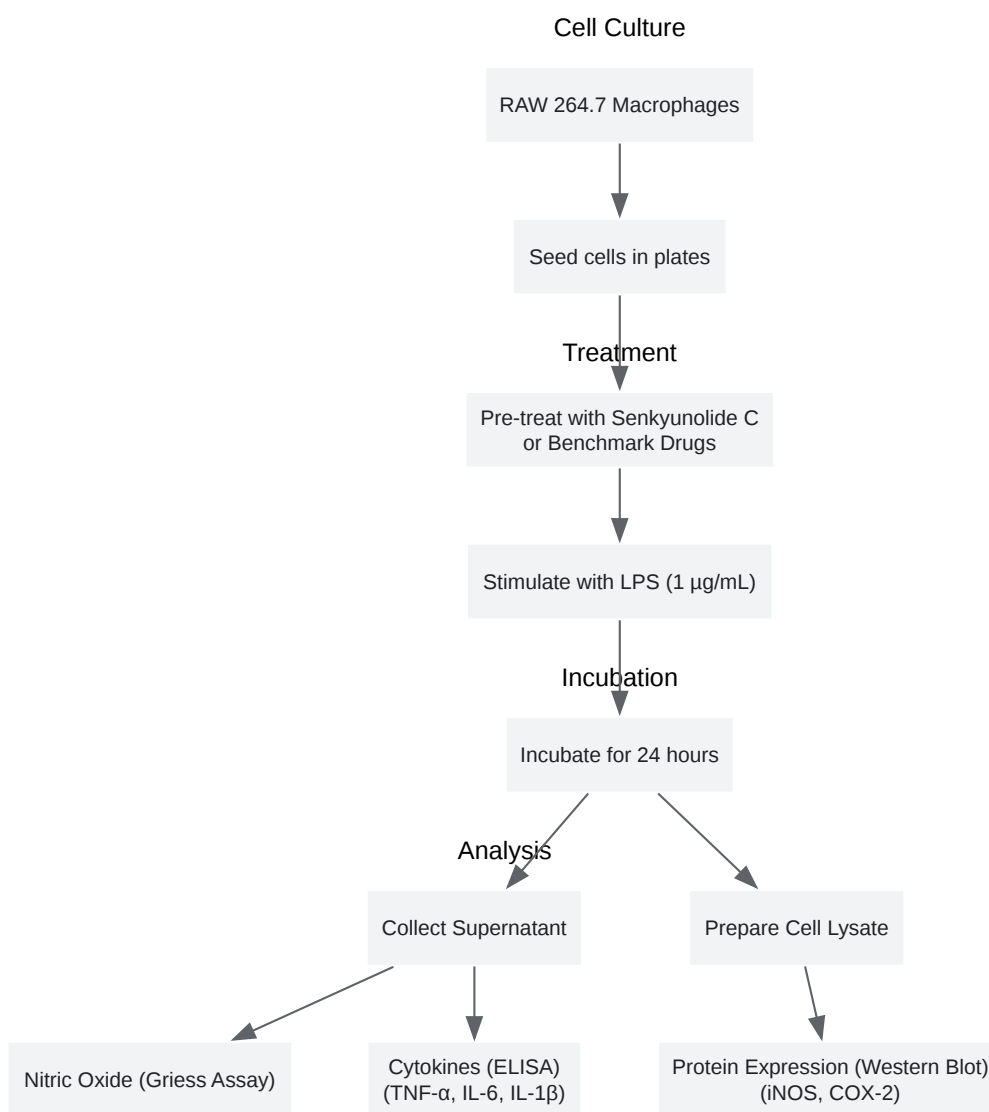 Cell Culture
RAW 264.7 Macrophages
Seed cells in plates
Treatment
Pre-treat with Senkyunolide C
or Benchmark Drugs
Stimulate with LPS (1 µg/mL)
Incubation
Incubate for 24 hours
Analysis
Collect Supernatant
Prepare Cell Lysate
Nitric Oxide (Griess Assay)
Cytokines (ELISA)
(TNF-α, IL-6, IL-1β)
Protein Expression (Western Blot)
(iNOS, COX-2)